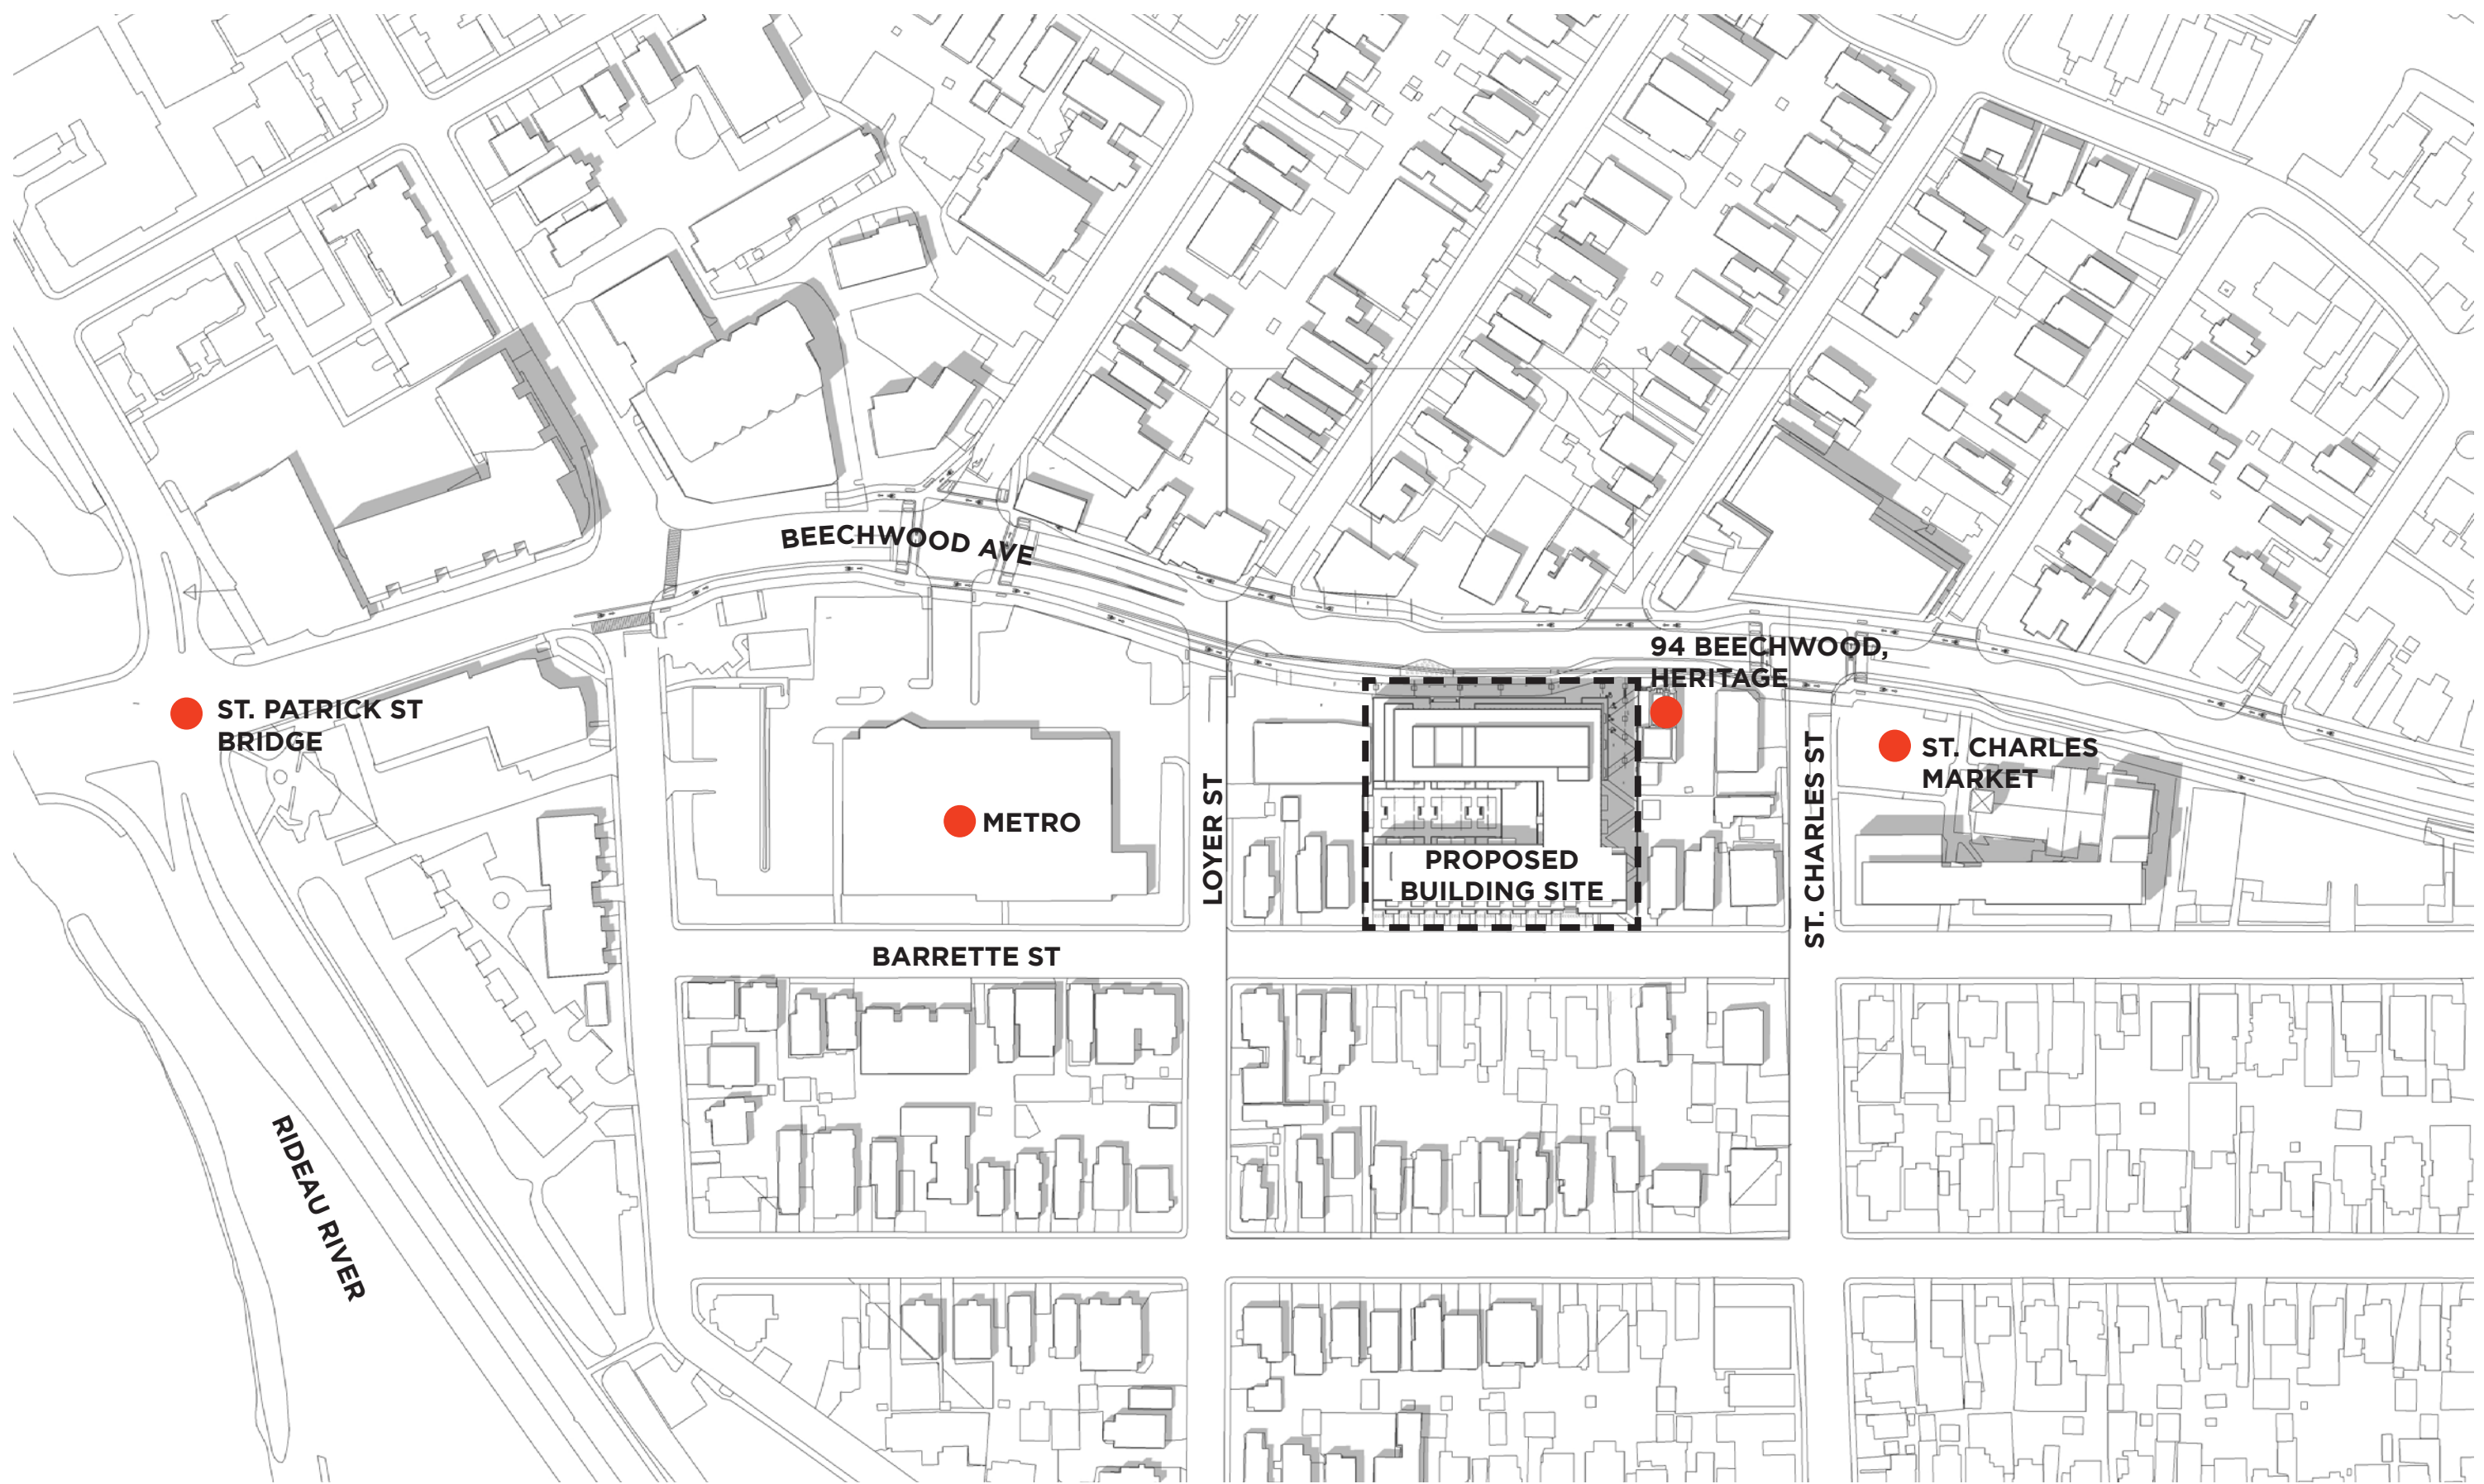 BEECHWOOD AVE
94 BEECHWOOD,
HERITAGE
ST. PATRICK ST
BRIDGE
ST. CHARLES
MARKET
METRO
LOYER ST
ST. CHARLES ST
PROPOSED
BUILDING SITE
BARRETTE ST
RIDEAU RIVER